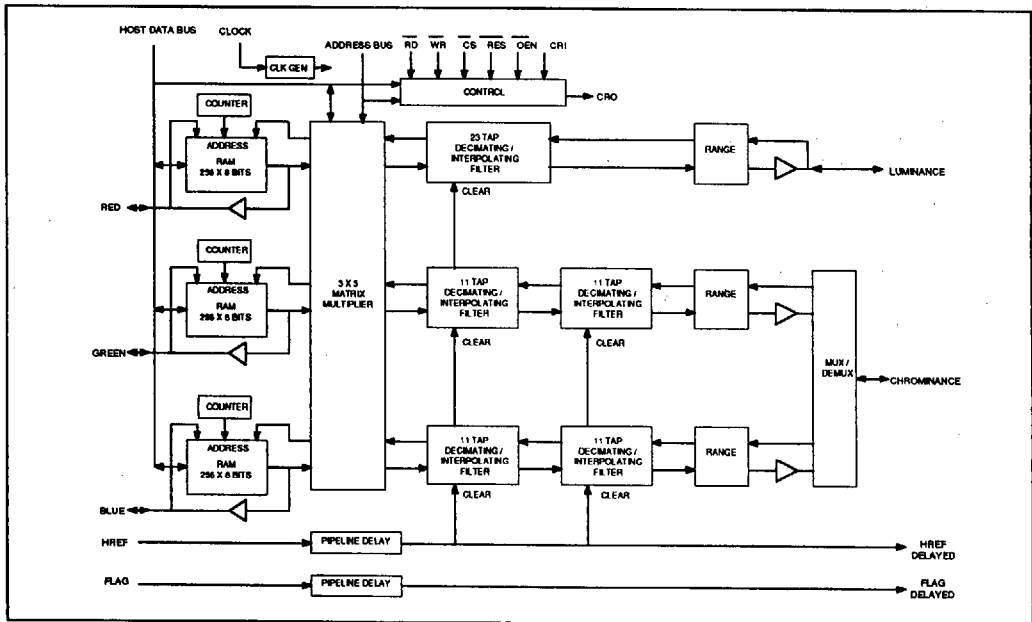 HOST DATA BUS
CLOCK
ADDRESS BUS
RD WR CS RES OEN CRI
CLK GEN
CONTROL
CRO
COUNTER
ADDRESS
RAM
256 X 8 BITS
RED
3 X 3
MATRIX
MULTIPLIER
23 TAP
DECIMATING /
INTERPOLATING
FILTER
CLEAR
RANGE
LUMINANCE
COUNTER
ADDRESS
RAM
256 X 8 BITS
GREEN
11 TAP
DECIMATING /
INTERPOLATING
FILTER
CLEAR
11 TAP
DECIMATING /
INTERPOLATING
FILTER
CLEAR
RANGE
MUX /
DEMUX
CHROMINANCE
COUNTER
ADDRESS
RAM
256 X 8 BITS
BLUE
11 TAP
DECIMATING /
INTERPOLATING
FILTER
CLEAR
11 TAP
DECIMATING /
INTERPOLATING
FILTER
CLEAR
RANGE
HREF
PIPELINE DELAY
HREF
DELAYED
FLAG
PIPELINE DELAY
FLAG
DELAYED